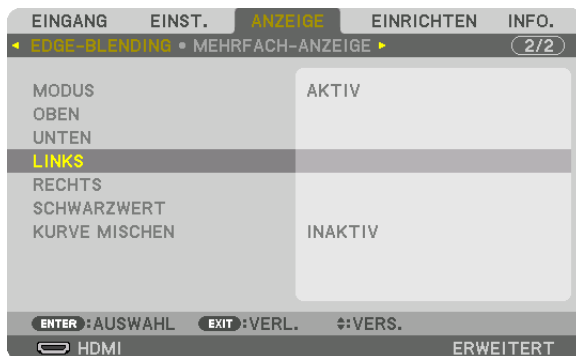 EINGANG EINST. ANZEIGE EINRICHTEN INFO.
EDGE-BLENDING • MEHRFACH-ANZEIGE 2/2
MODUS AKTIV
OBEN
UNTEN
LINKS
RECHTS
SCHWARZWERT
KURVE MISCHEN INAKTIV
ENTER:AUSWAHL EXIT:VERL. :VERS.
HDMI ERWEITERT